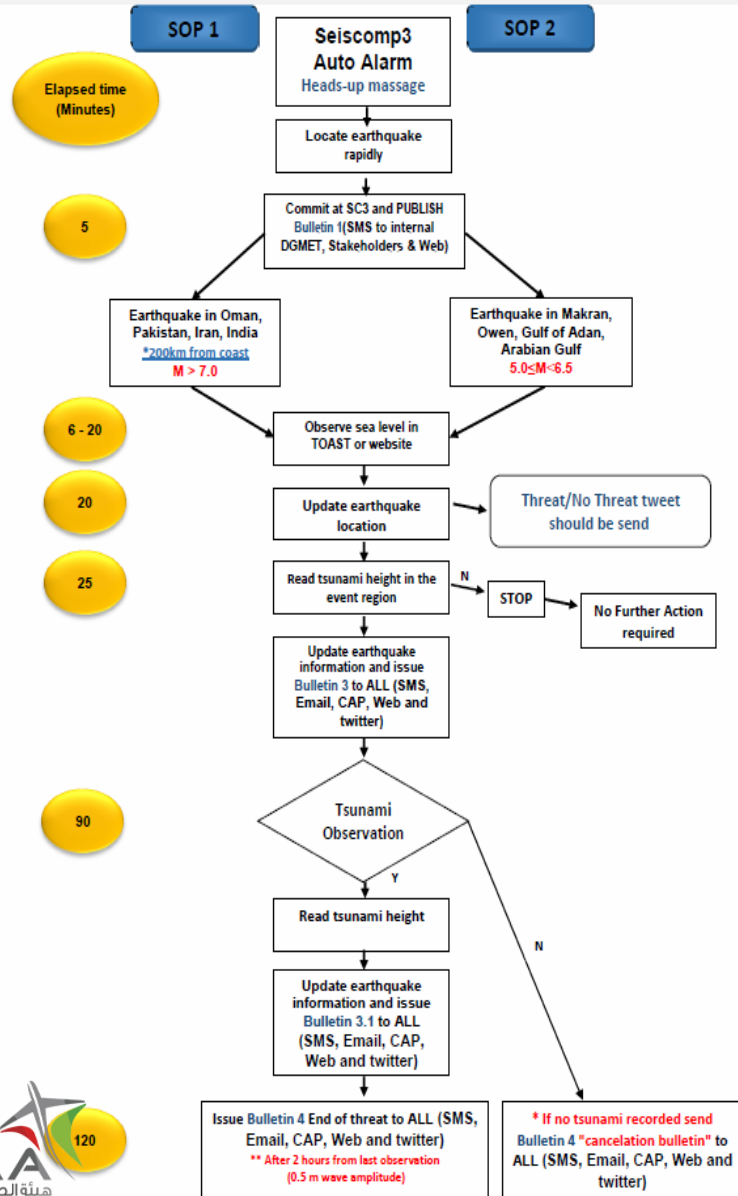 SOP 1
SOP 2
Seiscomp3
Auto Alarm
Heads-up massage
Elapsed time
(Minutes)
Locate earthquake
rapidly
5
Commit at SC3 and PUBLISH
Bulletin 1(SMS to internal
DGMET, Stakeholders & Web)
Earthquake in Oman,
Pakistan, Iran, India
*200km from coast
M > 7.0
Earthquake in Makran,
Owen, Gulf of Adan,
Arabian Gulf
5.0≤M<6.5
6 - 20
Observe sea level in
TOAST or website
20
Update earthquake
location
Threat/No Threat tweet
should be send
25
Read tsunami height in the
event region
N
STOP
No Further Action
required
Update earthquake
information and issue
Bulletin 3 to ALL (SMS,
Email, CAP, Web and
twitter)
90
Tsunami
Observation
Y
N
Read tsunami height
Update earthquake
information and issue
Bulletin 3.1 to ALL
(SMS, Email, CAP,
Web and twitter)
120
Issue Bulletin 4 End of threat to ALL (SMS,
Email, CAP, Web and twitter)
** After 2 hours from last observation
(0.5 m wave amplitude)
* If no tsunami recorded send
Bulletin 4 "cancelation bulletin" to
ALL (SMS, Email, CAP, Web and
twitter)